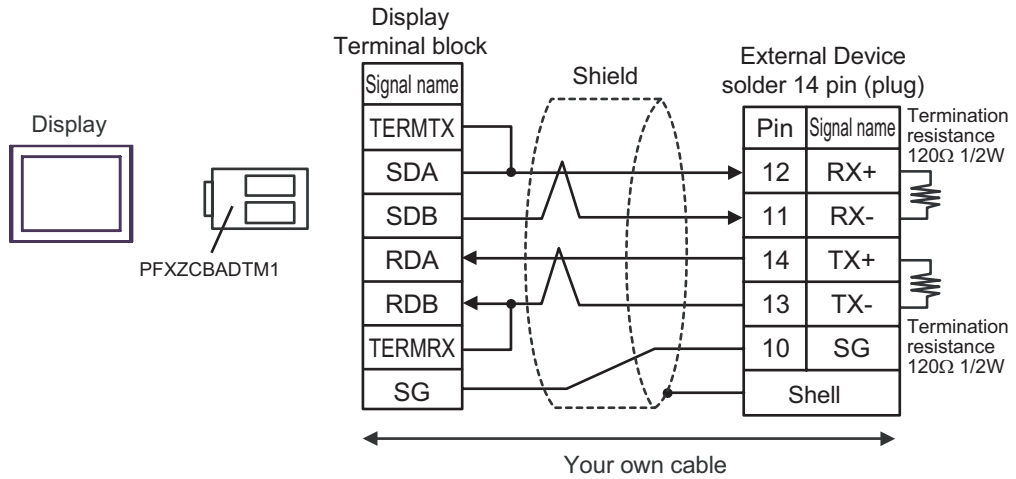 Display
Terminal block
Signal name
TERMTX
SDA
SDB
RDA
RDB
TERMRX
SG
Shield
External Device
solder 14 pin (plug)
Pin Signal name
12 RX+
11 RX-
14 TX+
13 TX-
10 SG
Shell
Termination
resistance
120Ω 1/2W
Termination
resistance
120Ω 1/2W
Display
PFXZCBADTM1
Your own cable